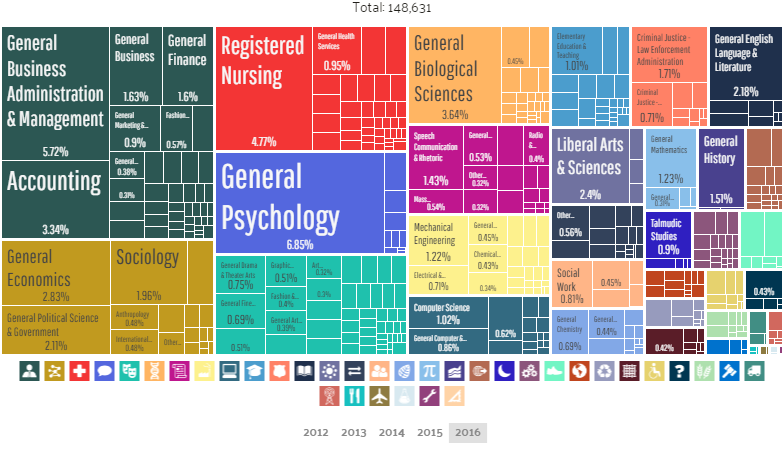 Total: 148,631
General
Business
Administration
& Management
5.72%
Accounting
3.34%
General
Business
1.63%
General
Finance
1.6%
General
Marketing &...
0.9%
Fashion...
0.57%
General...
0.38%
0.31%
General
Economics
2.83%
General Political Science
& Government
2.11%
Sociology
1.96%
Anthropology
0.48%
International...
0.48%
Other...
Registered
Nursing
4.77%
General Health
Services
0.95%
General
Psychology
6.85%
General Drama
& Theater Arts
0.75%
General Fine...
0.69%
0.51%
Graphic...
0.51%
Fashion &...
0.4%
General Art...
0.39%
Art...
0.32%
0.3%
General
Biological
Sciences
3.64%
0.45%
Speech
Communication
& Rhetoric
1.43%
Mass...
0.54%
General...
0.53%
Other...
0.32%
0.32%
Radio
&...
0.4%
Mechanical
Engineering
1.22%
Electrical &...
0.71%
General...
0.45%
Chemical...
0.43%
0.34%
Computer Science
1.02%
General Computer &...
0.86%
0.62%
Elementary
Education &
Teaching
1.01%
Criminal Justice -
Law Enforcement
Administration
1.71%
Criminal
Justice -...
0.71%
General English
Language &
Literature
2.18%
Liberal Arts
& Sciences
2.4%
Other...
0.56%
General
Mathematics
1.23%
General...
General
History
1.51%
Talmudic
Studies
0.9%
Social
Work
0.81%
0.45%
General
Chemistry
0.69%
General...
0.44%
0.42%
0.43%
2012 2013 2014 2015 2016